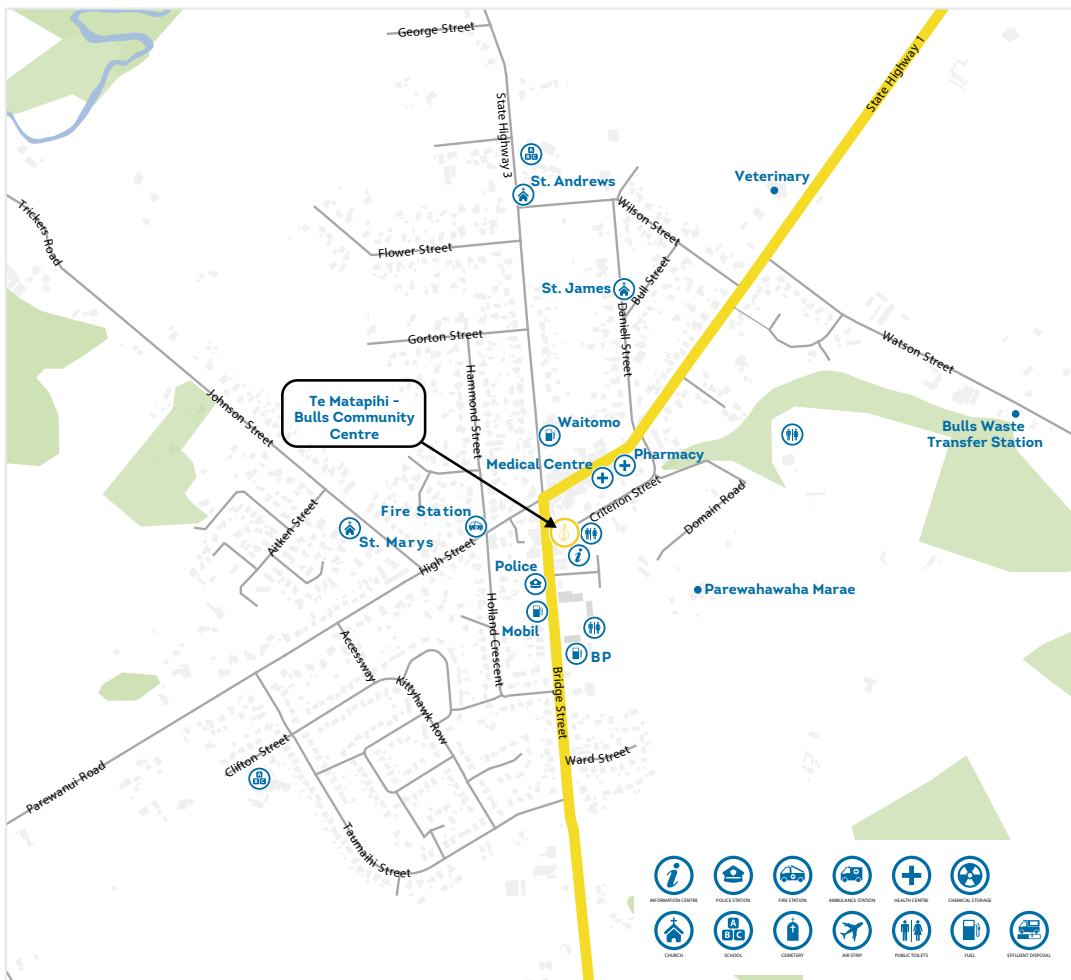 George Street
State Highway 1
State Highway 3
St. Andrews
Veterinary
Trickers Road
Wilson Street
Flower Street
Bull Street
St. James
Daniell Street
Gorton Street
Watson Street
Hammond Street
Johnson Street
Te Matapihi -
Bulls Community
Centre
Waitomo
Bulls Waste
Transfer Station
Medical Centre
Pharmacy
Criterion Street
Domain Road
Fire Station
Aitken Street
St. Marys
High Street
Police
Parewahawaha Marae
Holland Crescent
Mobil
Accessway
BP
Kittyhawk Row
Bridge Street
Clifton Street
Ward Street
Parewanui Road
A
B C
A
B C
Taumaihi Street
INFORMATION CENTRE
POLICE STATION
FIRE STATION
AMBULANCE STATION
HEALTH CENTRE
CHEMICAL STORAGE
A
B C
CHURCH
SCHOOL
CEMETERY
AIR STRIP
PUBLIC TOILETS
FUEL
EFFLUENT DISPOSAL